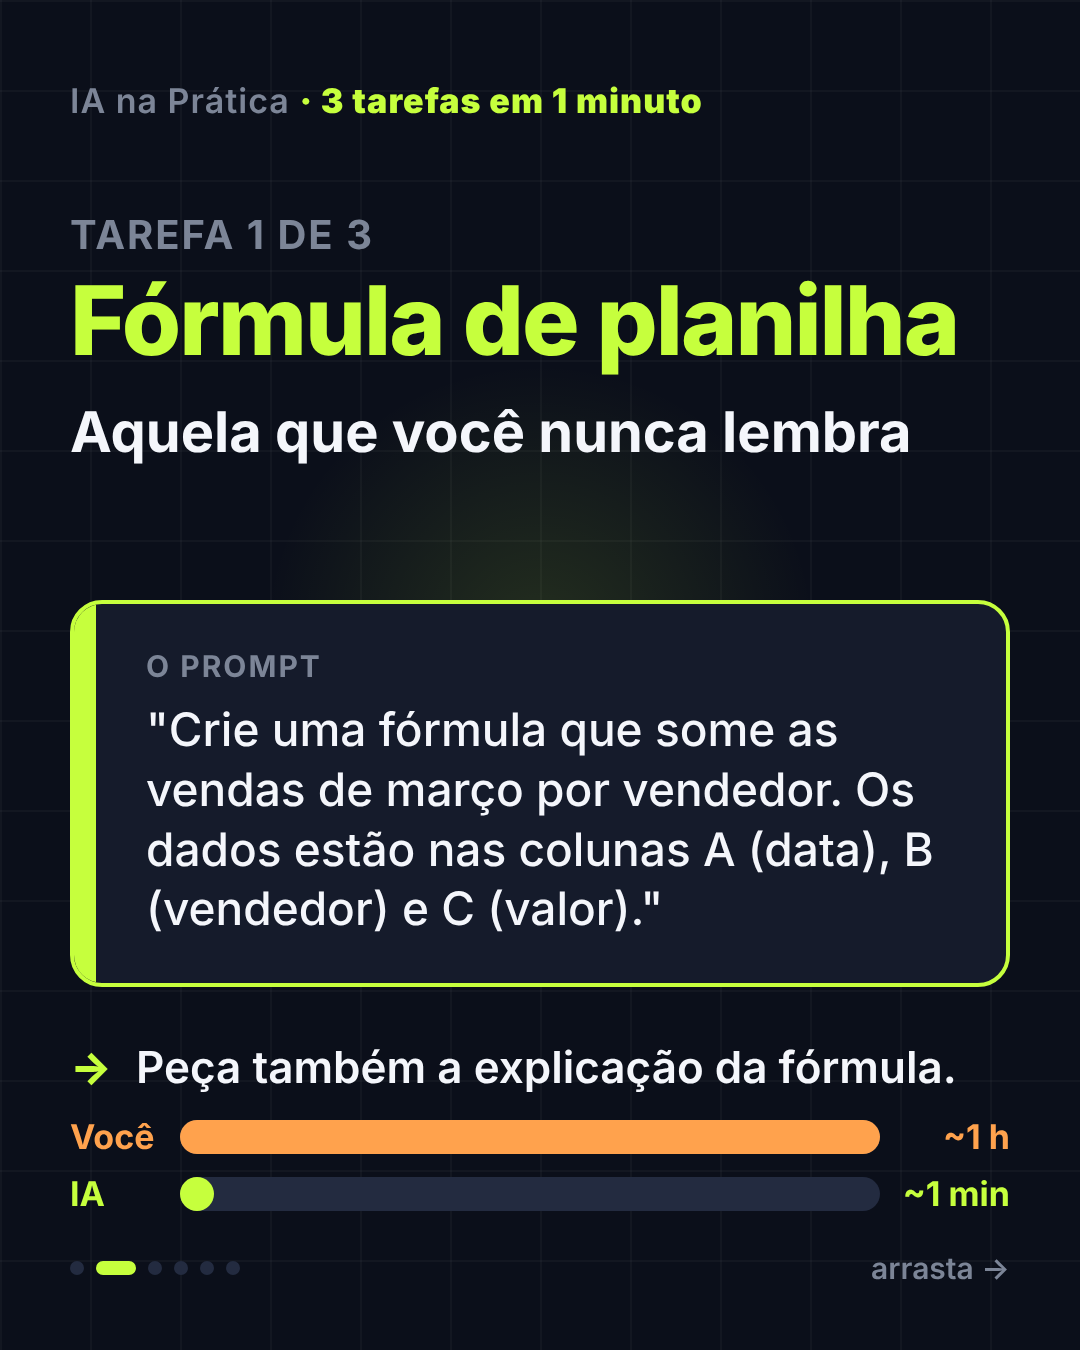 IA na Prática · 3 tarefas em 1 minuto
TAREFA 1 DE 3
Fórmula de planilha
Aquela que você nunca lembra
O PROMPT
"Crie uma fórmula que some as
vendas de março por vendedor. Os
dados estão nas colunas A (data), B
(vendedor) e C (valor)."
→ Peça também a explicação da fórmula.
Você ~1 h
IA ~1 min
arrasta →